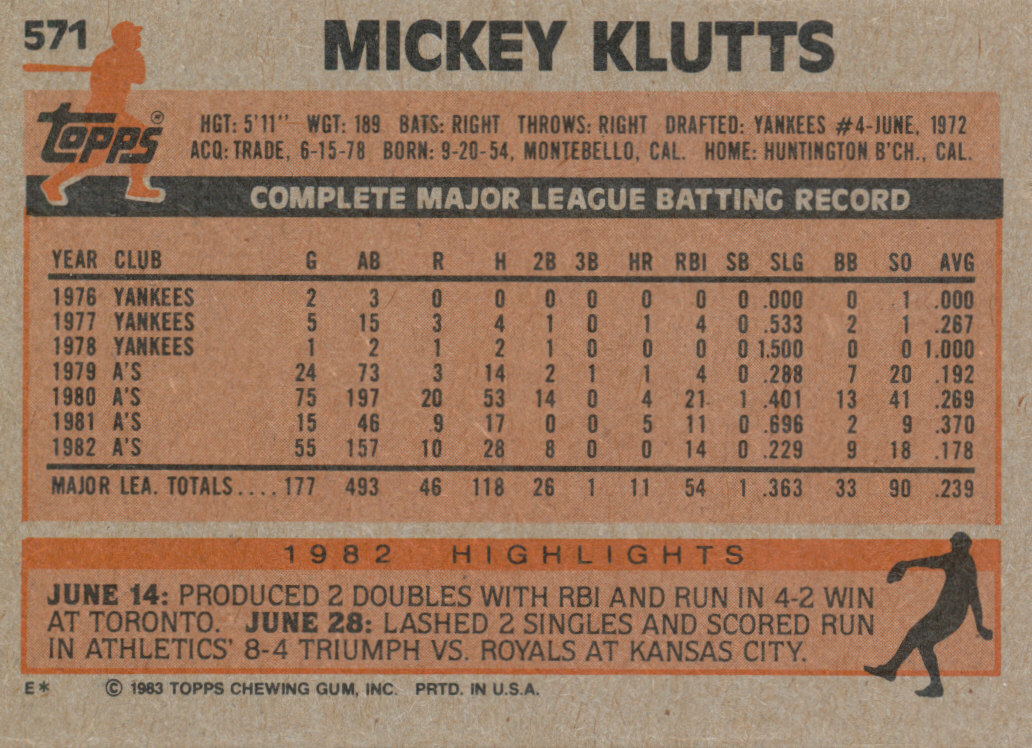 571 MICKEY KLUTTS
topps®
HGT: 5'11" WGT: 189 BATS: RIGHT THROWS: RIGHT DRAFTED: YANKEES #4-JUNE, 1972
ACQ: TRADE, 6-15-78 BORN: 9-20-54, MONTEBELLO, CAL. HOME: HUNTINGTON B'CH., CAL.
COMPLETE MAJOR LEAGUE BATTING RECORD
YEAR CLUB G AB R H 2B 3B HR RBI SB SLG BB SO AVG
1976 YANKEES 2 3 0 0 0 0 0 0 0 .000 0 1 .000
1977 YANKEES 5 15 3 4 1 0 1 4 0 .533 2 1 .267
1978 YANKEES 1 2 1 2 1 0 0 0 0 1.500 0 0 1.000
1979 A'S 24 73 3 14 2 1 1 4 0 .288 7 20 .192
1980 A'S 75 197 20 53 14 0 4 21 1 .401 13 41 .269
1981 A'S 15 46 9 17 0 0 5 11 0 .696 2 9 .370
1982 A'S 55 157 10 28 8 0 0 14 0 .229 9 18 .178
MAJOR LEA. TOTALS.... 177 493 46 118 26 1 11 54 1 .363 33 90 .239
1982 HIGHLIGHTS
JUNE 14: PRODUCED 2 DOUBLES WITH RBI AND RUN IN 4-2 WIN
AT TORONTO. JUNE 28: LASHED 2 SINGLES AND SCORED RUN
IN ATHLETICS' 8-4 TRIUMPH VS. ROYALS AT KANSAS CITY.
E* © 1983 TOPPS CHEWING GUM, INC. PRTD. IN U.S.A.